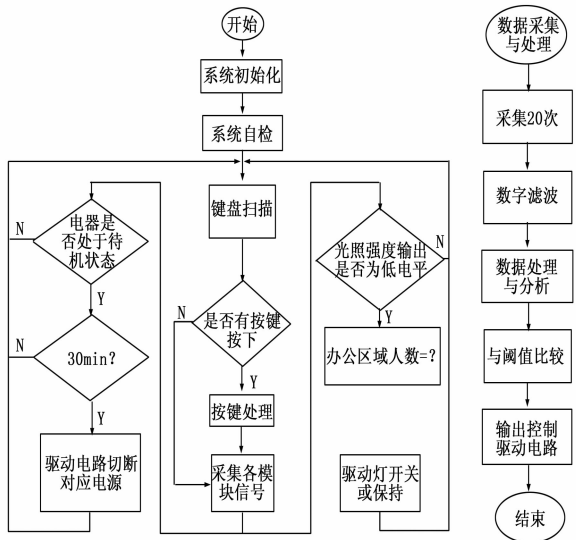 开始
系统初始化
系统自检
键盘扫描
是否有按键
按下
N
Y
按键处理
采集各模
块信号
电器是
否处于待
机状态
N
Y
30min?
N
Y
驱动电路切断
对应电源
光照强度输出
是否为低电平
N
Y
办公区域人数=?
驱动灯开关
或保持
数据采集
与处理
采集20次
数字滤波
数据处理
与分析
与阈值比较
输出控制
驱动电路
结束